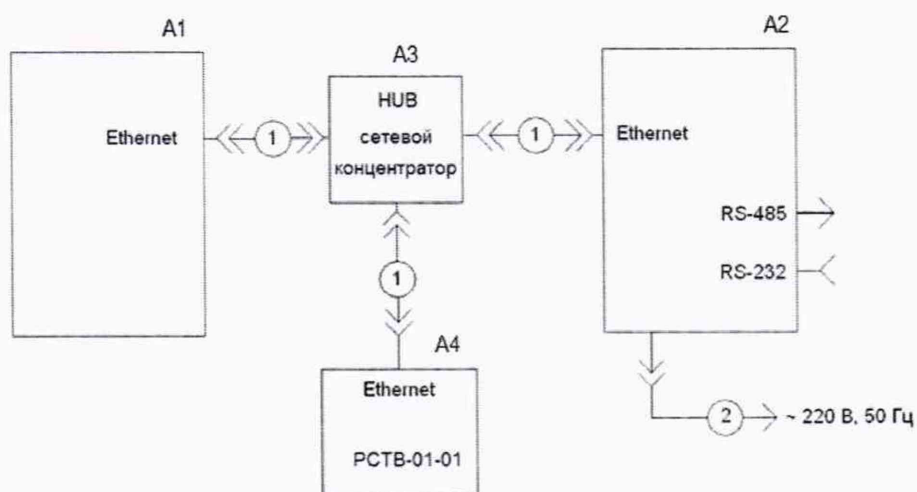 A1
A2
A3
HUB
сетевой
концентратор
Ethernet
1
1
Ethernet
RS-485
RS-232
1
A4
Ethernet
РСТВ-01-01
2
~ 220 В, 50 Гц